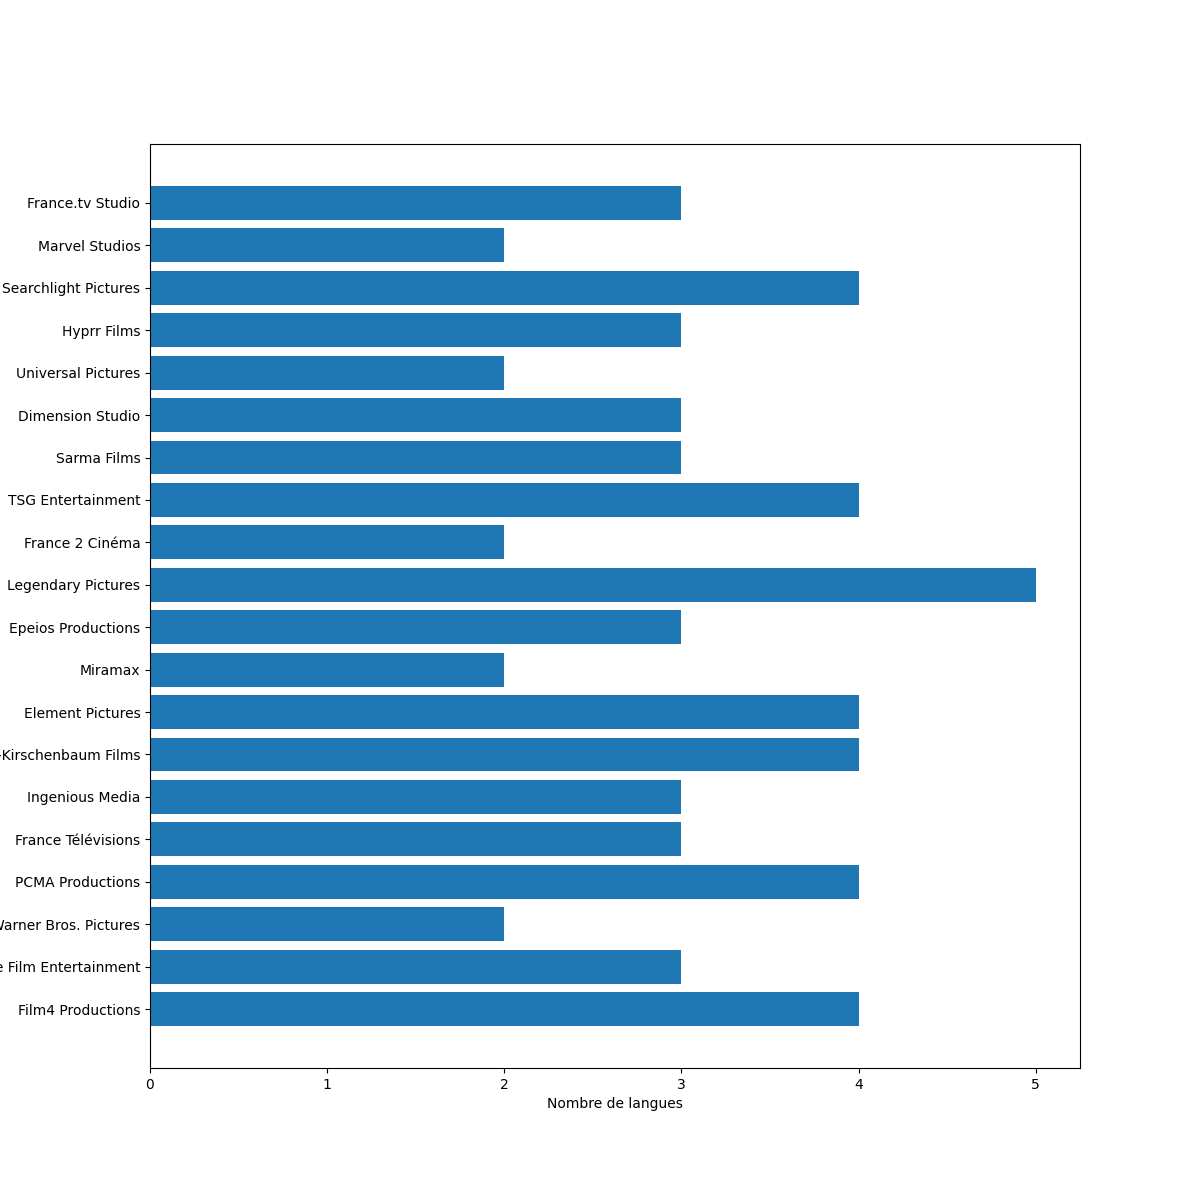 France.tv Studio
Marvel Studios
Searchlight Pictures
Hyprr Films
Universal Pictures
Dimension Studio
Sarma Films
TSG Entertainment
France 2 Cinéma
Legendary Pictures
Epeios Productions
Miramax
Element Pictures
-Kirschenbaum Films
Ingenious Media
France Télévisions
PCMA Productions
Warner Bros. Pictures
Film Entertainment
Film4 Productions
0 1 2 3 4 5
Nombre de langues